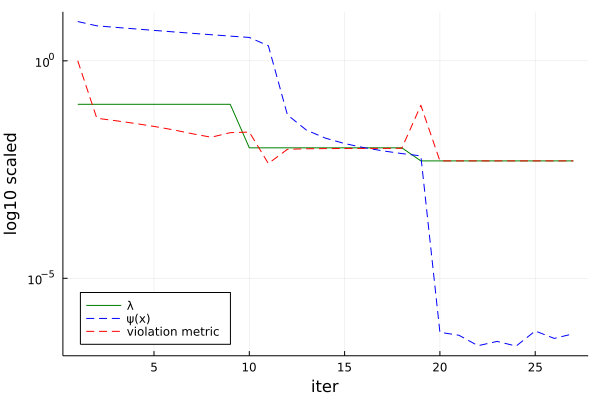 log10 scaled
10⁰
10⁻⁵
λ
ψ(x)
violation metric
5
10
15
20
25
iter